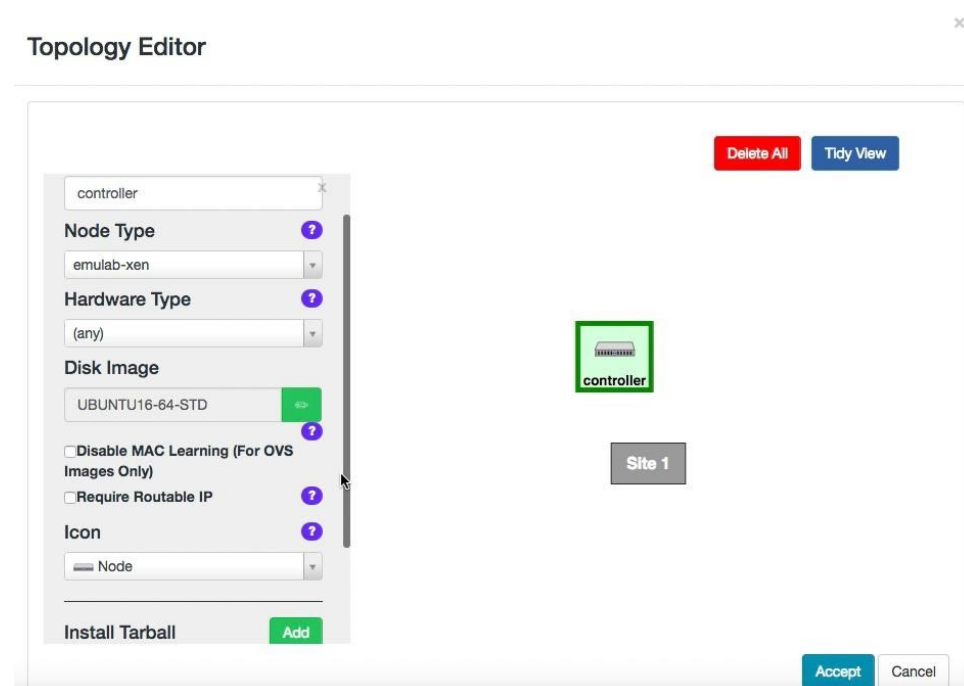 ×
Topology Editor
Delete All
Tidy View
controller
x
Node Type
?
emulab-xen
Hardware Type
?
(any)
Disk Image
UBUNTU16-64-STD
?
Disable MAC Learning (For OVS
Images Only)
Require Routable IP
?
Icon
?
Node
Install Tarball
Add
controller
Site 1
Accept
Cancel